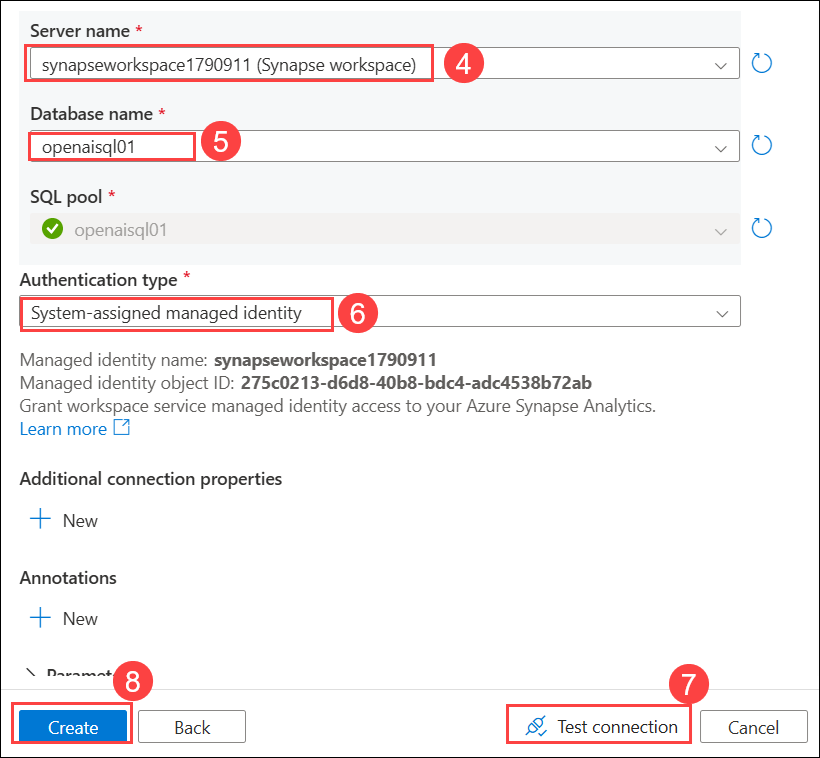 Server name *
synapseworkspace1790911 (Synapse workspace) 4
Database name *
openaisql01 5
SQL pool *
openaisql01
Authentication type *
System-assigned managed identity 6
Managed identity name: synapseworkspace1790911
Managed identity object ID: 275c0213-d6d8-40b8-bdc4-adc4538b72ab
Grant workspace service managed identity access to your Azure Synapse Analytics.
Learn more
Additional connection properties
New
Annotations
New
Paramet
8
7
Create
Back
Test connection
Cancel